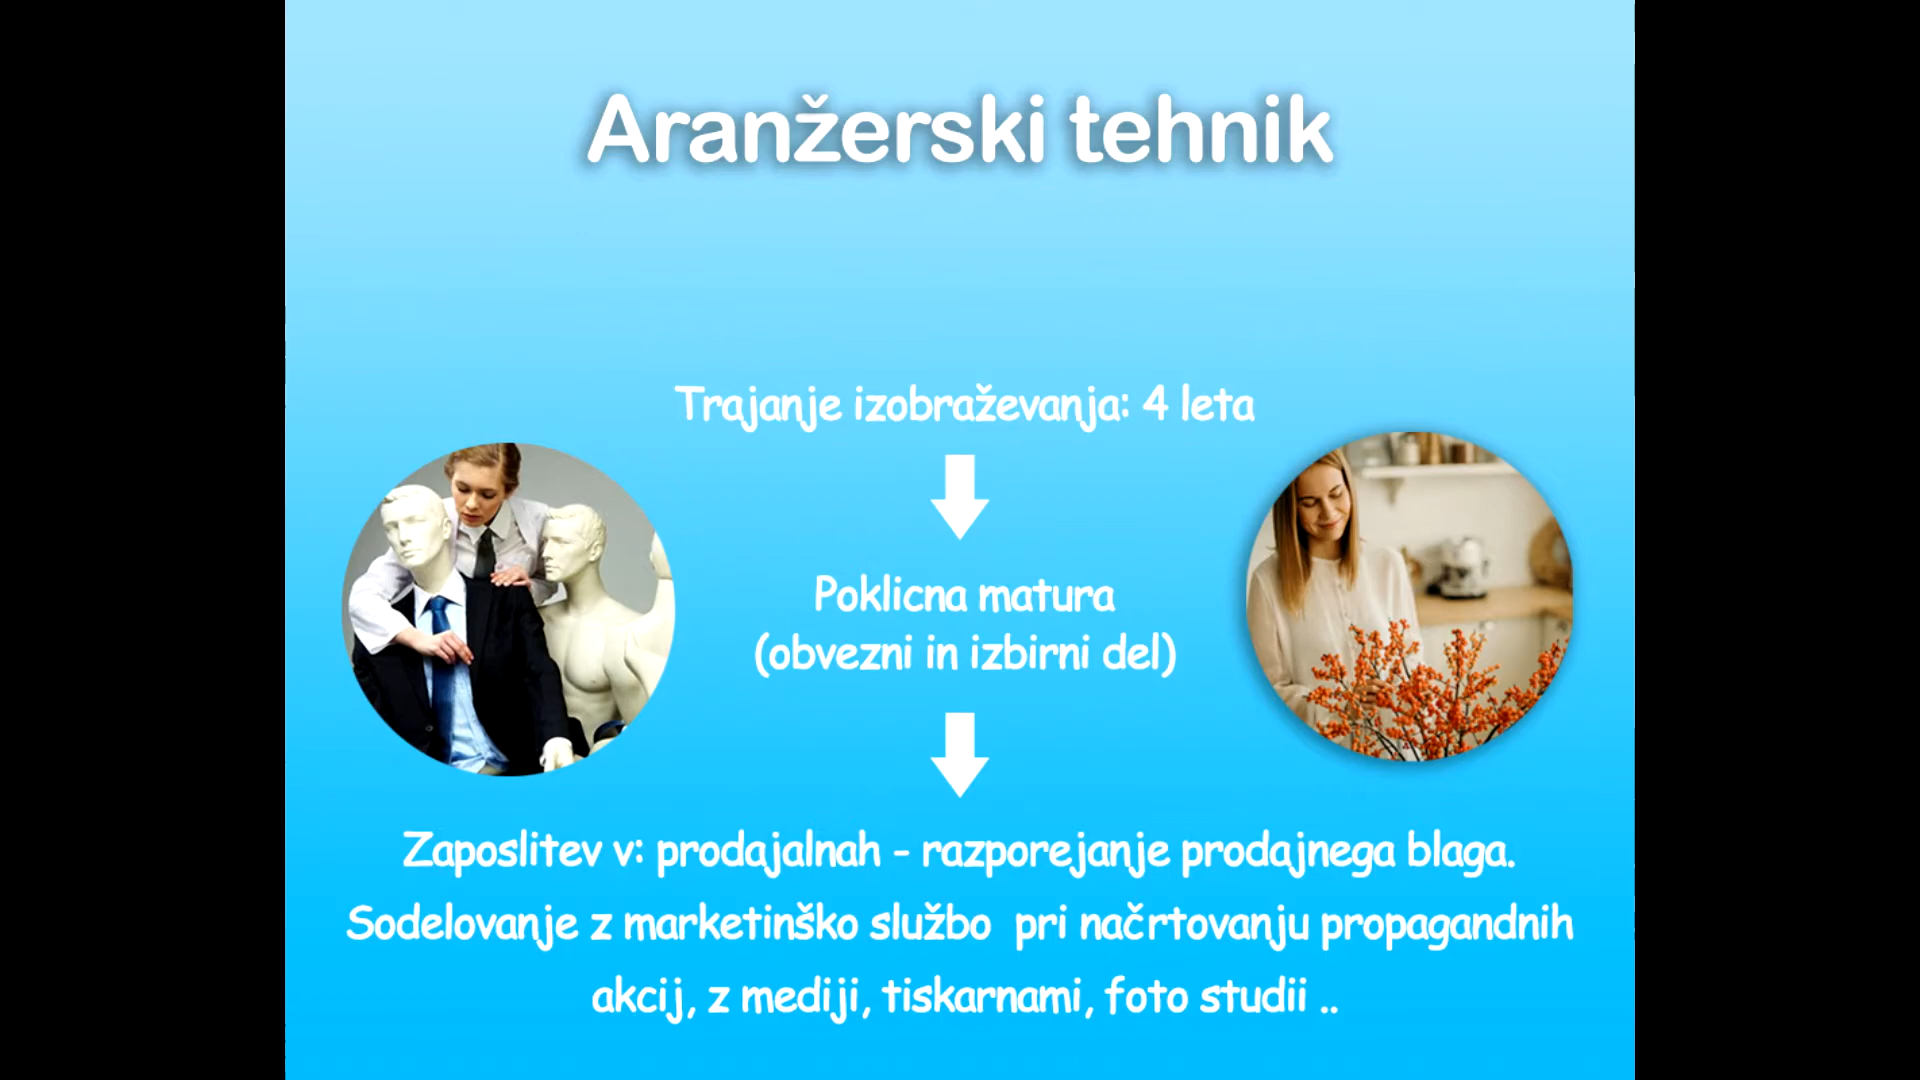 Aranžerski tehnik
Trajanje izobraževanja: 4 leta
Poklicna matura
(obvezni in izbirni del)
Zaposlitev v: prodajalnah - razporejanje prodajnega blaga.
Sodelovanje z marketinško službo pri načrtovanju propagandnih
akcij, z mediji, tiskarnami, foto studii ..